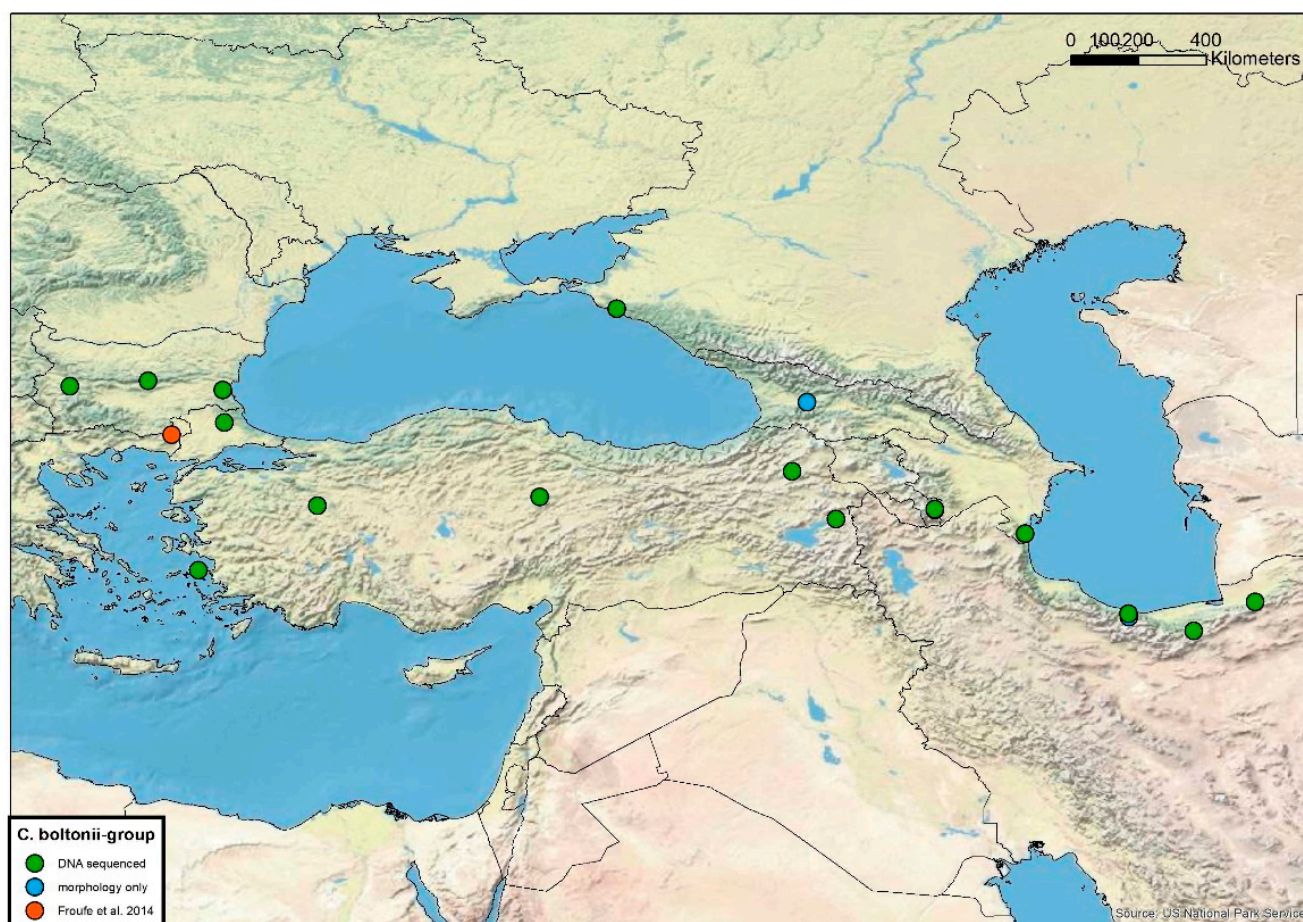 0 100200 400
Kilometers
C. boltonii-group
DNA sequenced
morphology only
Froufe et al. 2014
Source: US National Park Service